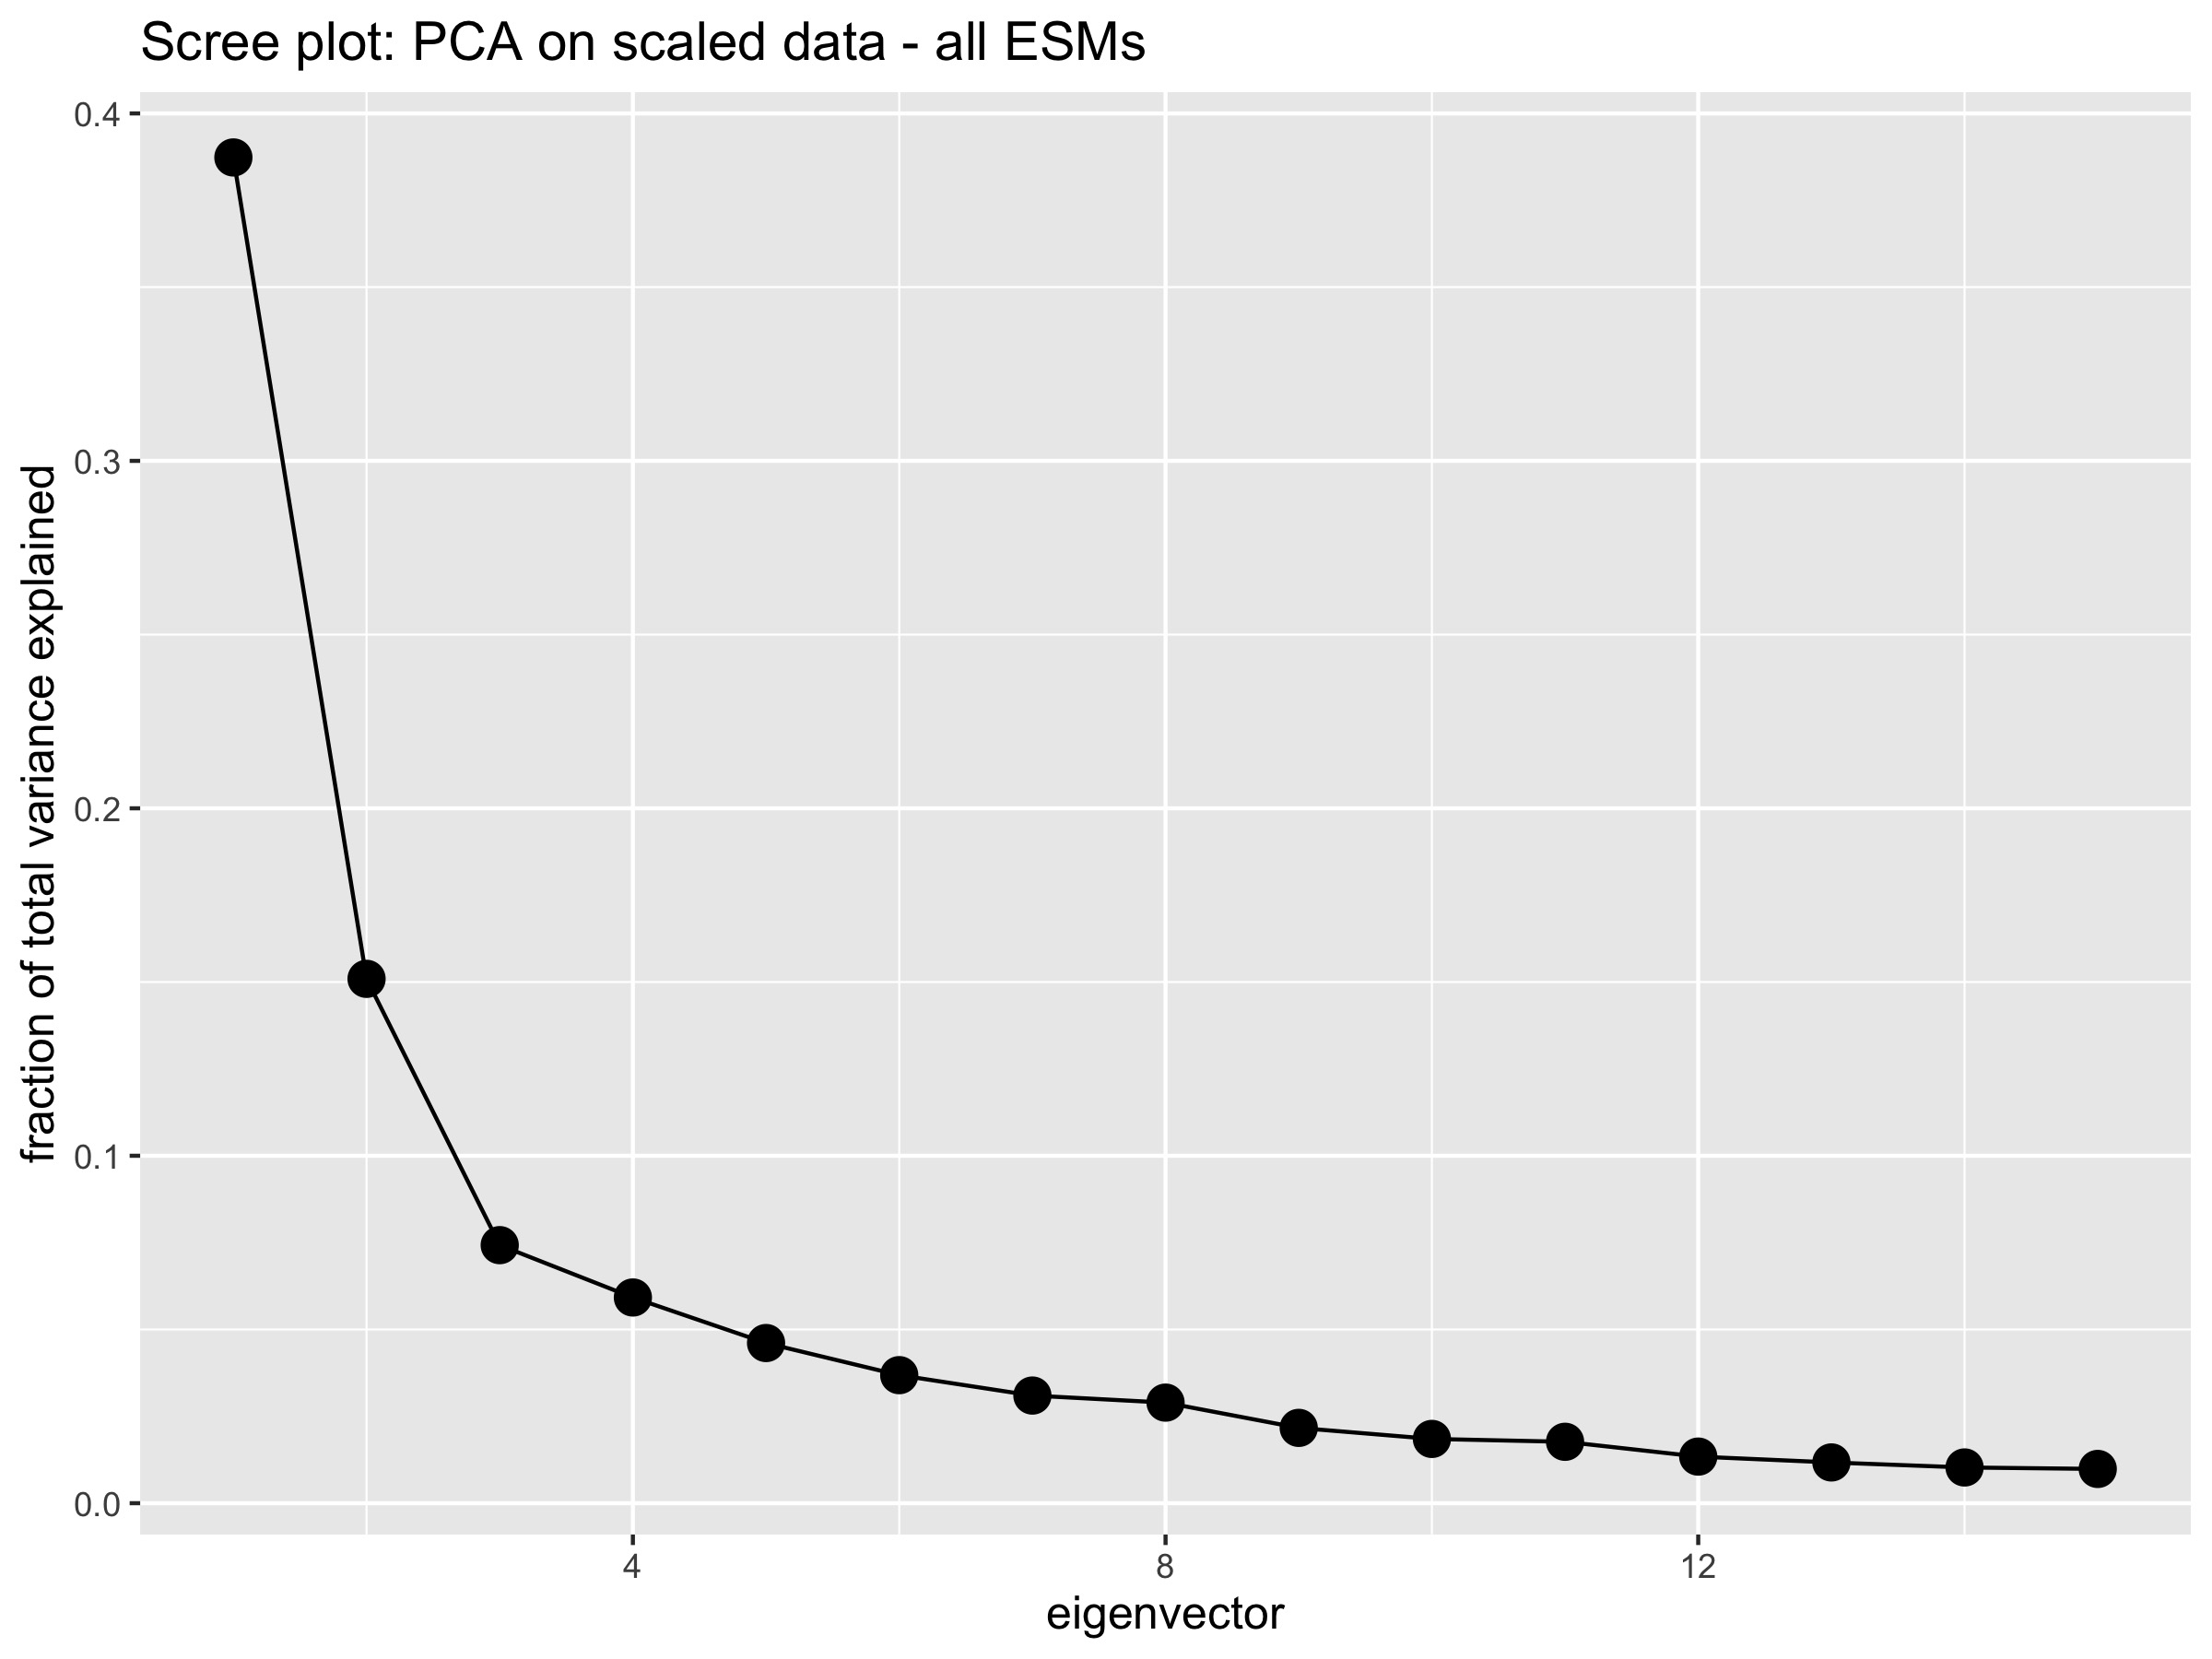 Scree plot: PCA on scaled data - all ESMs
fraction of total variance explained
0.4
0.3
0.2
0.1
0.0
4 8 12
eigenvector